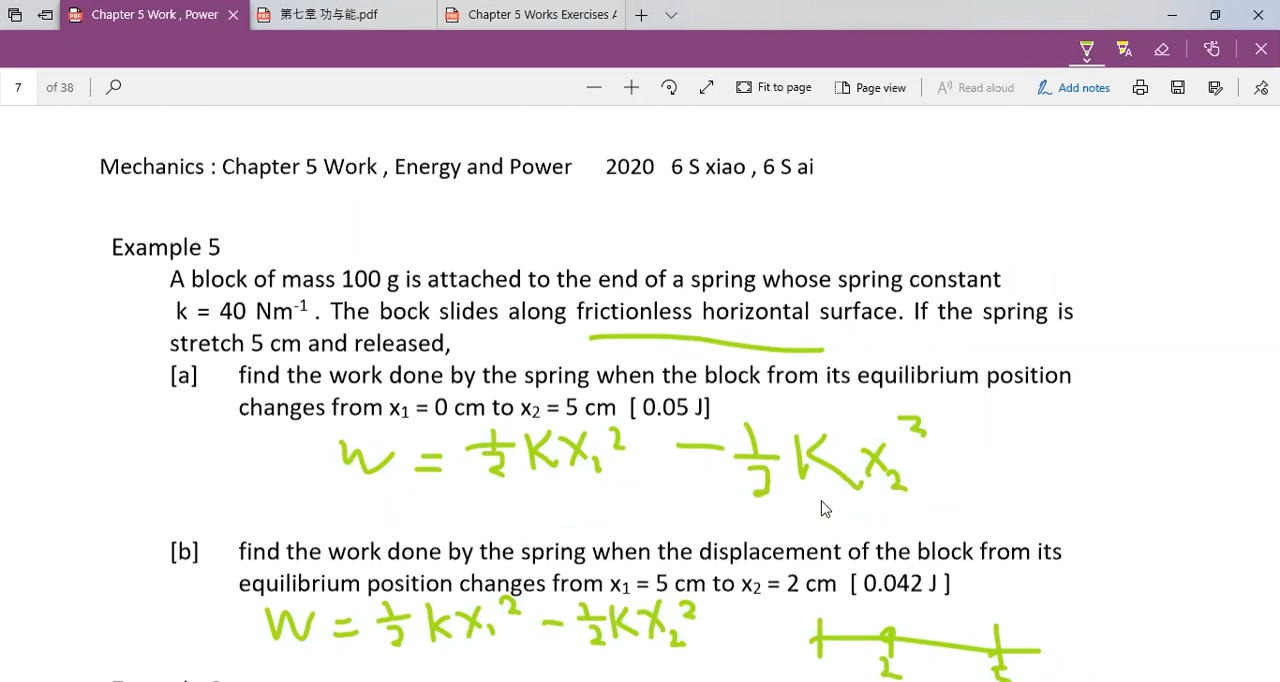 Chapter 5 Work , Power
第七章 功与能.pdf
Chapter 5 Works Exercises
7 of 38
Fit to page
Page view
Read aloud
Add notes
Mechanics : Chapter 5 Work , Energy and Power 2020 6 S xiao , 6 S ai
Example 5
A block of mass 100 g is attached to the end of a spring whose spring constant
k = 40 Nm⁻¹ . The bock slides along frictionless horizontal surface. If the spring is
stretch 5 cm and released,
[a] find the work done by the spring when the block from its equilibrium position
changes from x₁ = 0 cm to x₂ = 5 cm [ 0.05 J]
W = ½ K x₁² − ½ K x₂²
[b] find the work done by the spring when the displacement of the block from its
equilibrium position changes from x₁ = 5 cm to x₂ = 2 cm [ 0.042 J ]
W = ½ k x₁² − ½ K x₂²
2